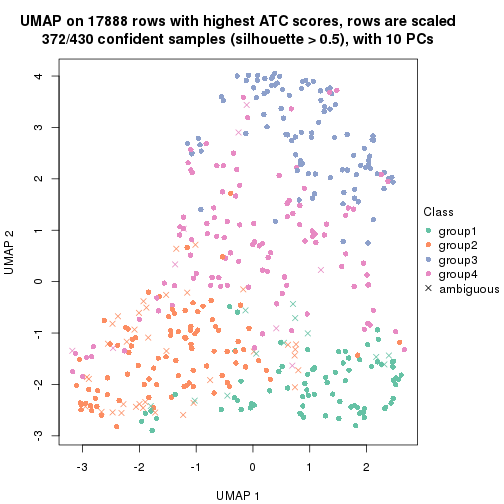 UMAP on 17888 rows with highest ATC scores, rows are scaled
372/430 confident samples (silhouette > 0.5), with 10 PCs
4
3
2
1
0
-1
-2
-3
UMAP 2
-3
-2
-1
0
1
2
UMAP 1
Class
group1
group2
group3
group4
ambiguous